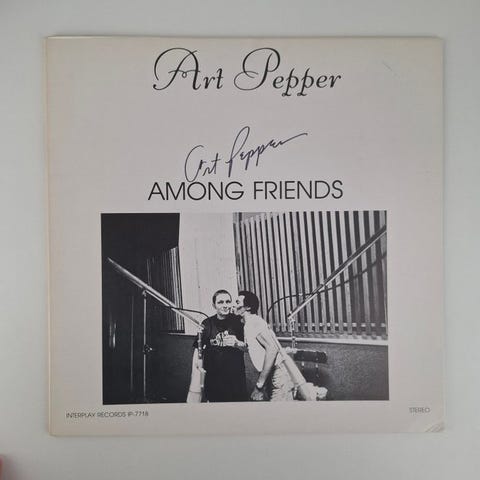 Art Pepper
Art Pepper
AMONG FRIENDS
INTERPLAY RECORDS IP-7718
STEREO